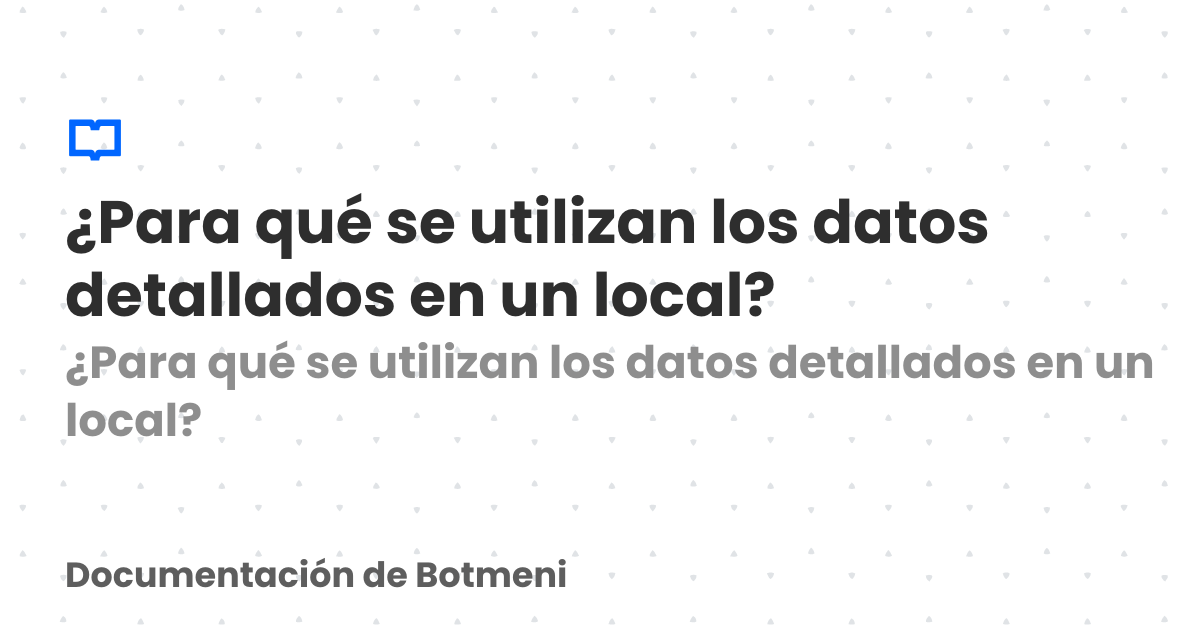 ¿Para qué se utilizan los datos
detallados en un local?
¿Para qué se utilizan los datos detallados en un
local?
Documentación de Botmeni